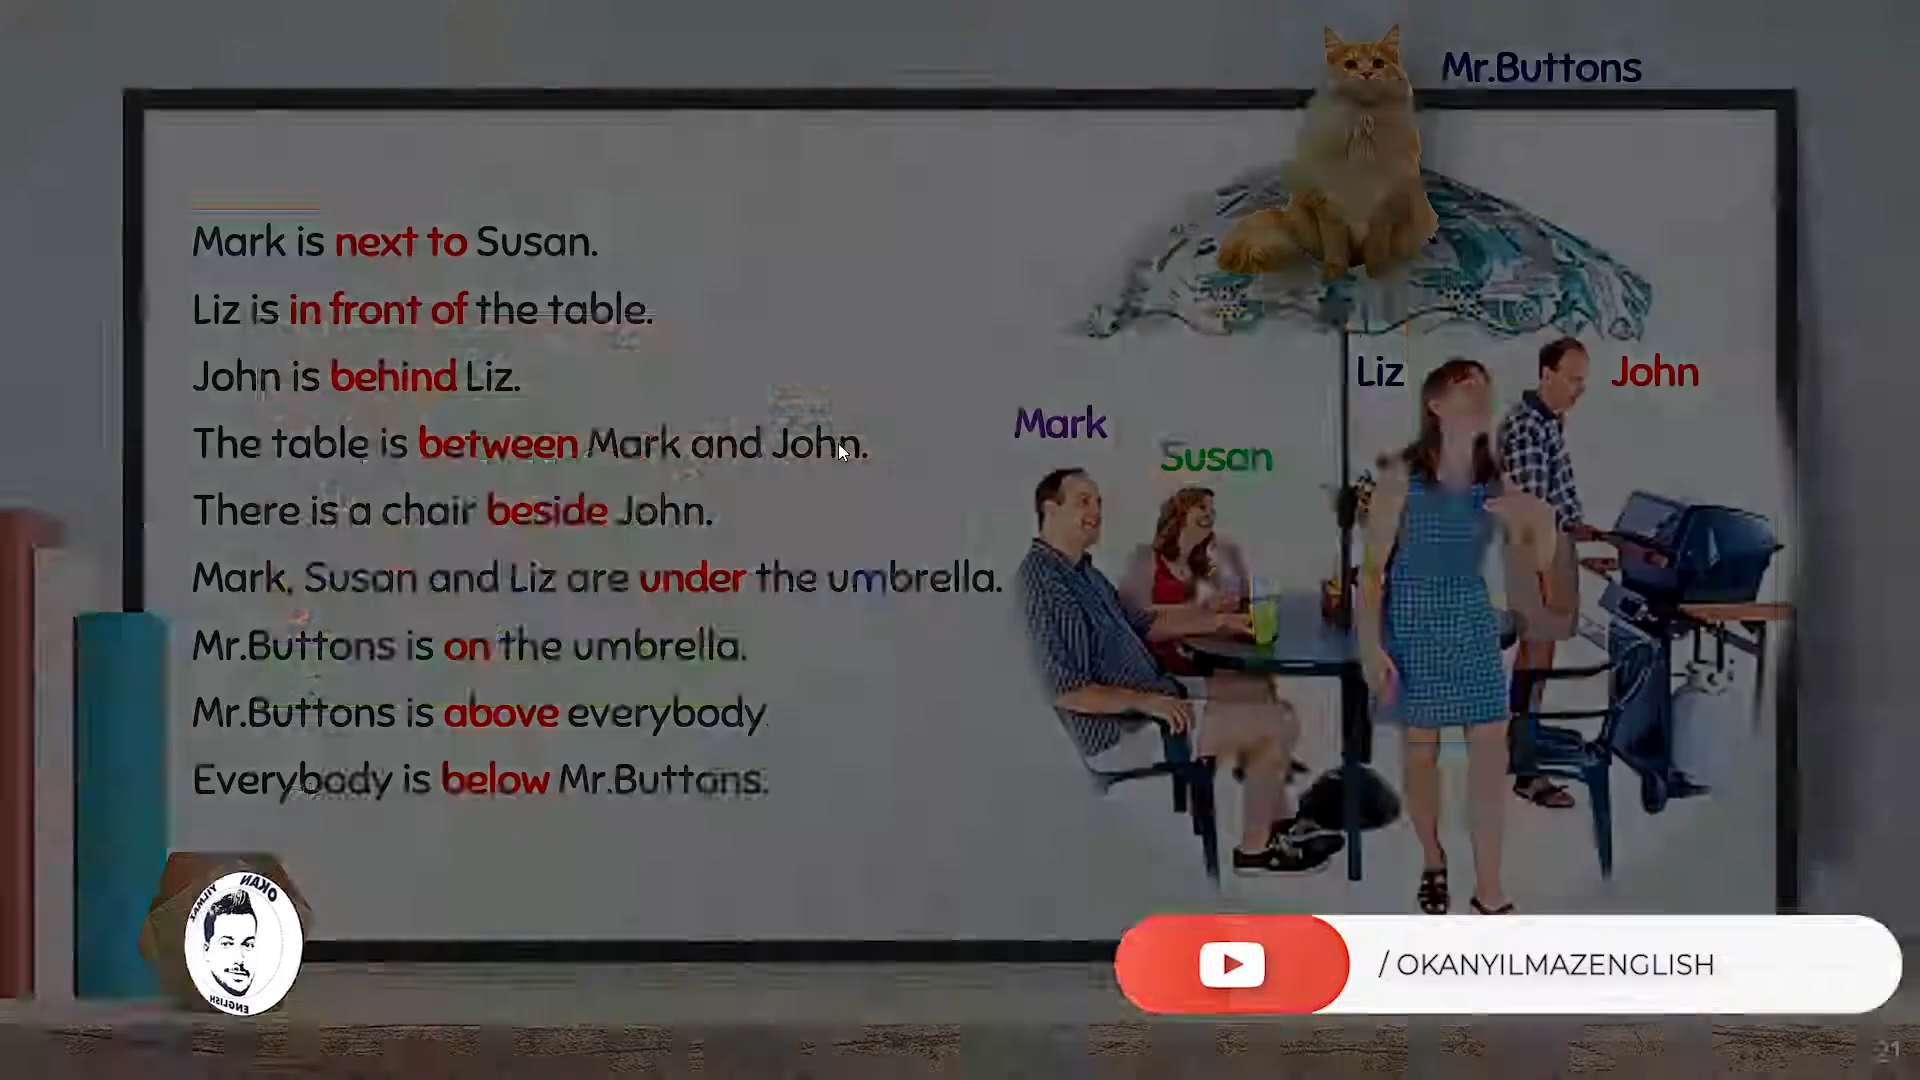 Mr.Buttons
Mark is next to Susan.
Liz is in front of the table.
John is behind Liz.
The table is between Mark and John.
There is a chair beside John.
Mark, Susan and Liz are under the umbrella.
Mr.Buttons is on the umbrella.
Mr.Buttons is above everybody.
Everybody is below Mr.Buttons.
Liz
John
Mark
Susan
OKAN
YILMAZ
ENGLISH
/ OKANYILMAZENGLISH
21